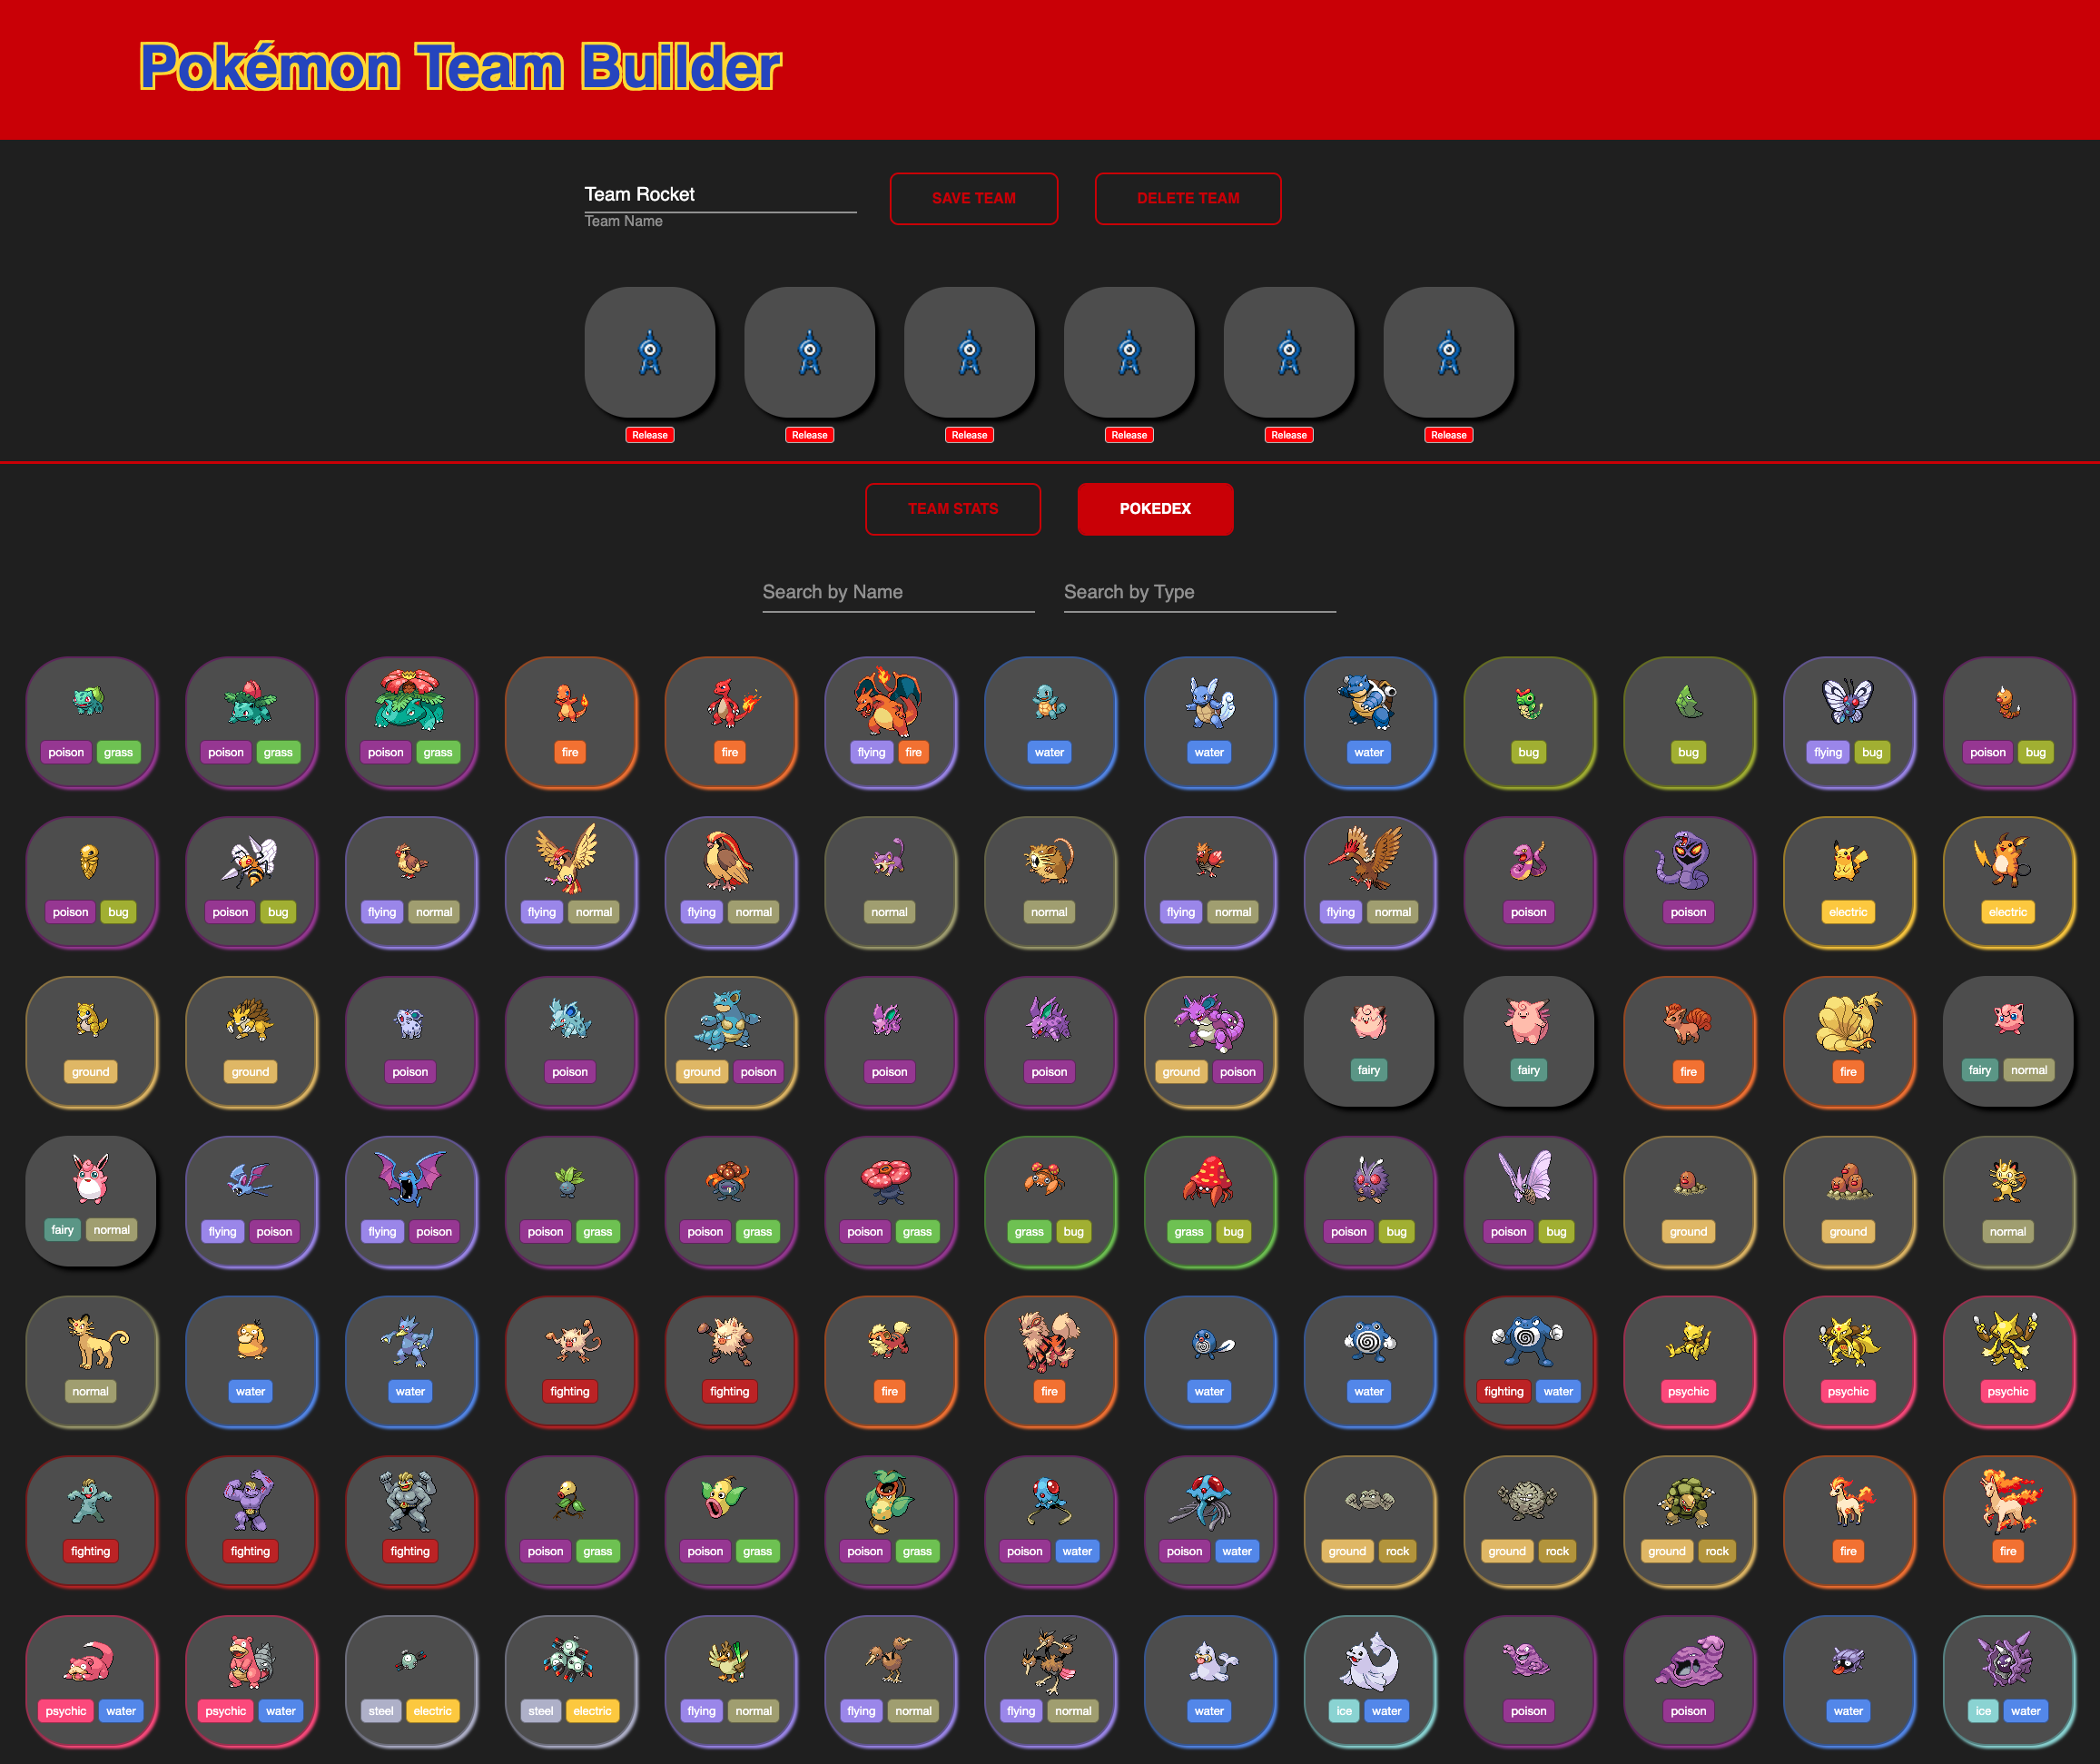 Pokémon Team Builder
Team Rocket
Team Name
SAVE TEAM DELETE TEAM
Release Release Release Release Release Release
TEAM STATS POKEDEX
Search by Name Search by Type
poison grass poison grass poison grass fire fire flying fire water water water bug bug flying bug poison bug
poison bug poison bug flying normal flying normal flying normal normal normal flying normal flying normal poison poison electric electric
ground ground poison poison ground poison poison poison ground poison fairy fairy fire fire fairy normal
fairy normal flying poison flying poison poison grass poison grass poison grass grass bug grass bug poison bug poison bug ground ground normal
normal water water fighting fighting fire fire water water fighting water psychic psychic psychic
fighting fighting fighting poison grass poison grass poison grass poison water poison water ground rock ground rock ground rock fire fire
psychic water psychic water steel electric steel electric flying normal flying normal flying normal water ice water poison poison water ice water